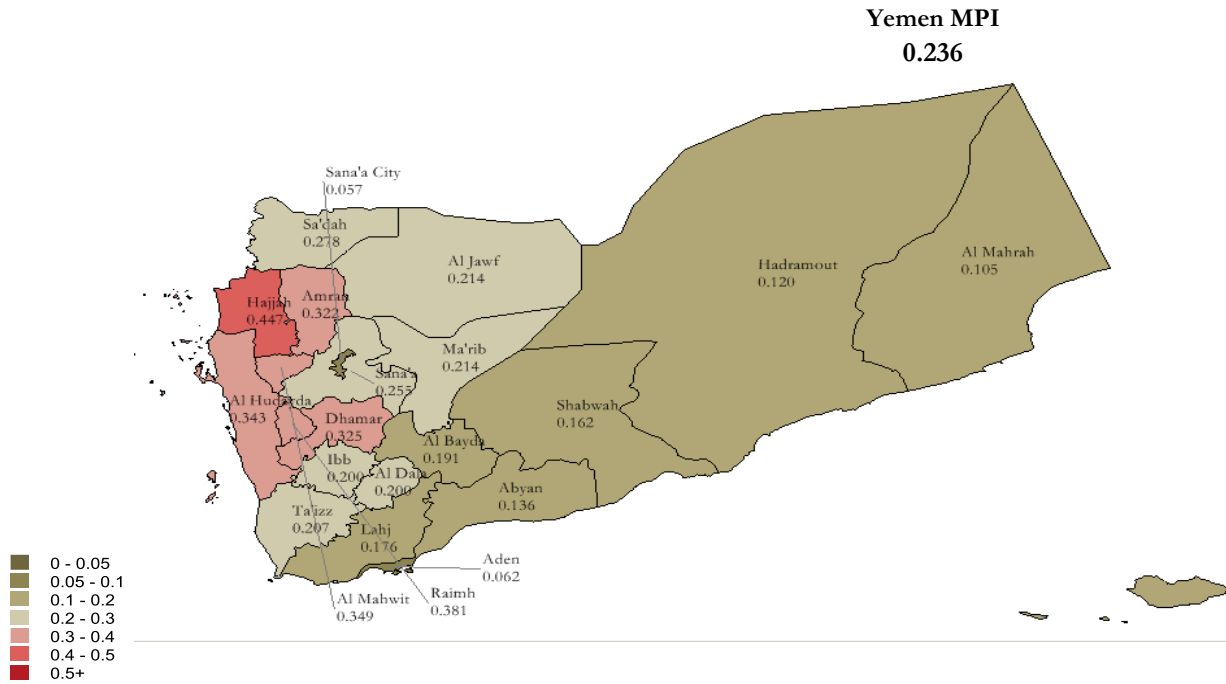 Yemen MPI
0.236
Sana'a City
0.057
Sa'dah
0.278
Al Jawf
0.214
Al Mahrah
0.105
Hadramout
0.120
Hajjah
0.447
Amran
0.322
Ma'rib
0.214
Sana'a
0.255
Al Hudayda
0.343
Dhamar
0.325
Shabwah
0.162
Al Bayda
0.191
Ibb
0.200
Al Dala
0.200
Abyan
0.136
Ta'izz
0.207
Lahj
0.176
Aden
0.062
Raimh
0.381
Al Mahwit
0.349
0 - 0.05
0.05 - 0.1
0.1 - 0.2
0.2 - 0.3
0.3 - 0.4
0.4 - 0.5
0.5+